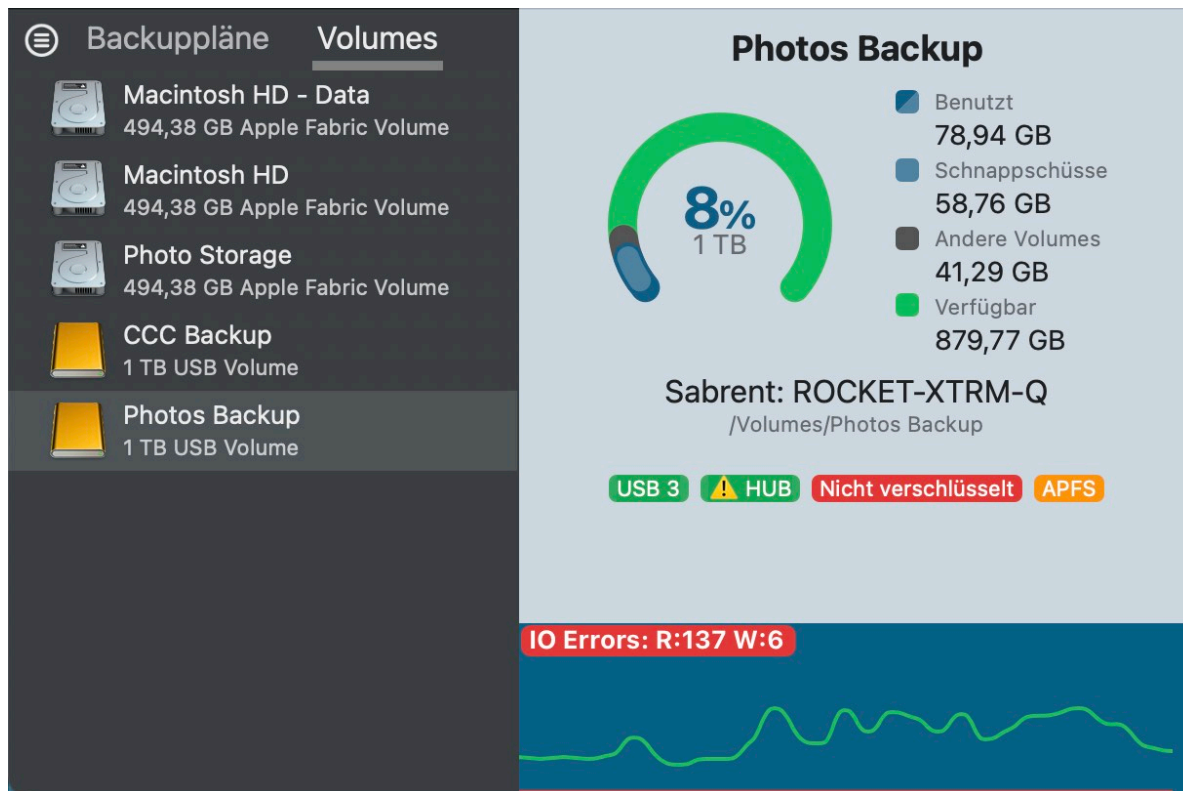 Backuppläne Volumes
Macintosh HD - Data
494,38 GB Apple Fabric Volume
Macintosh HD
494,38 GB Apple Fabric Volume
Photo Storage
494,38 GB Apple Fabric Volume
CCC Backup
1 TB USB Volume
Photos Backup
1 TB USB Volume
Photos Backup
8%
1 TB
Benutzt
78,94 GB
Schnappschüsse
58,76 GB
Andere Volumes
41,29 GB
Verfügbar
879,77 GB
Sabrent: ROCKET-XTRM-Q
/Volumes/Photos Backup
USB 3 HUB Nicht verschlüsselt APFS
IO Errors: R:137 W:6